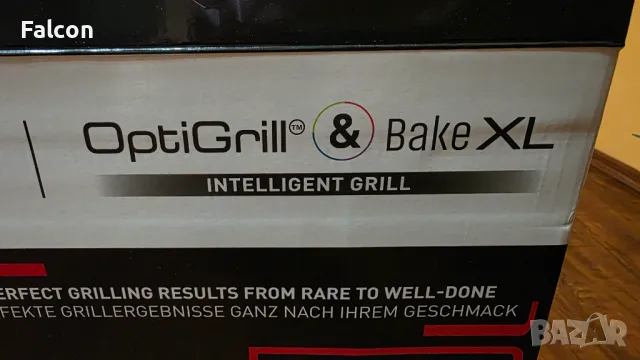 Falcon
OptiGrill™ & Bake XL
INTELLIGENT GRILL
ERFECT GRILLING RESULTS FROM RARE TO WELL-DONE
FEKTE GRILLERGEBNISSE GANZ NACH IHREM GESCHMACK
BAZAR